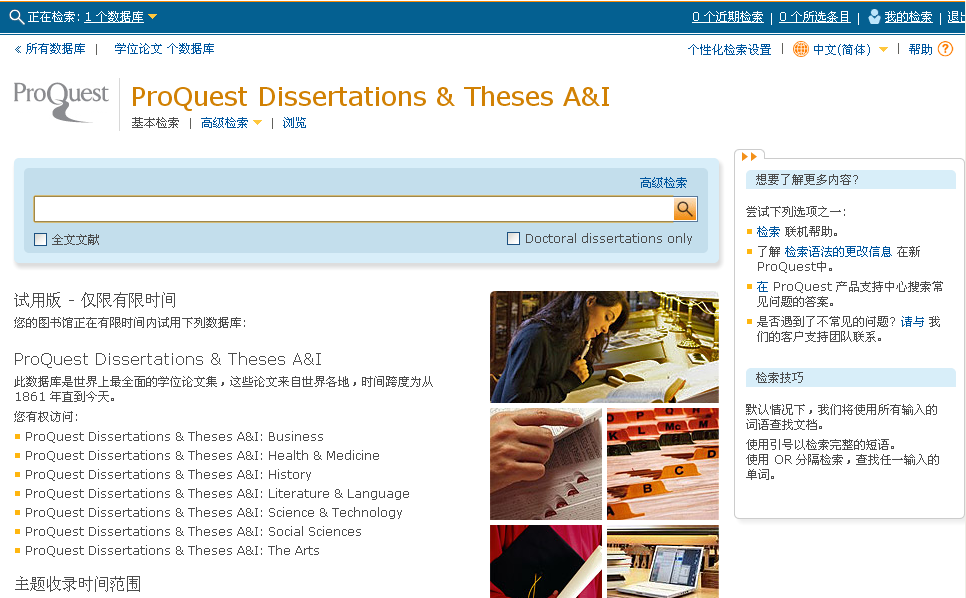 正在检索: 1 个数据库
0 个近期检索 | 0 个所选条目 | 我的检索 | 退出
« 所有数据库 | 学位论文 个数据库
个性化检索设置 | 中文(简体) | 帮助 ?
ProQuest
ProQuest Dissertations & Theses A&I
基本检索 | 高级检索 | 浏览
高级检索
全文文献
Doctoral dissertations only
试用版 - 仅限有限时间
您的图书馆正在有限时间内试用下列数据库:
ProQuest Dissertations & Theses A&I
此数据库是世界上最全面的学位论文集，这些论文来自世界各地，时间跨度为从
1861 年直到今天。
您有权访问:
ProQuest Dissertations & Theses A&I: Business
ProQuest Dissertations & Theses A&I: Health & Medicine
ProQuest Dissertations & Theses A&I: History
ProQuest Dissertations & Theses A&I: Literature & Language
ProQuest Dissertations & Theses A&I: Science & Technology
ProQuest Dissertations & Theses A&I: Social Sciences
ProQuest Dissertations & Theses A&I: The Arts
主题收录时间范围
想要了解更多内容?
尝试下列选项之一:
检索 联机帮助。
了解 检索语法的更改信息 在新
ProQuest中。
在 ProQuest 产品支持中心搜索常
见问题的答案。
是否遇到了不常见的问题? 请与 我
们的客户支持团队联系。
检索技巧
默认情况下，我们将使用所有输入的
词语查找文档。
使用引号以检索完整的短语。
使用 OR 分隔检索，查找任一输入的
单词。